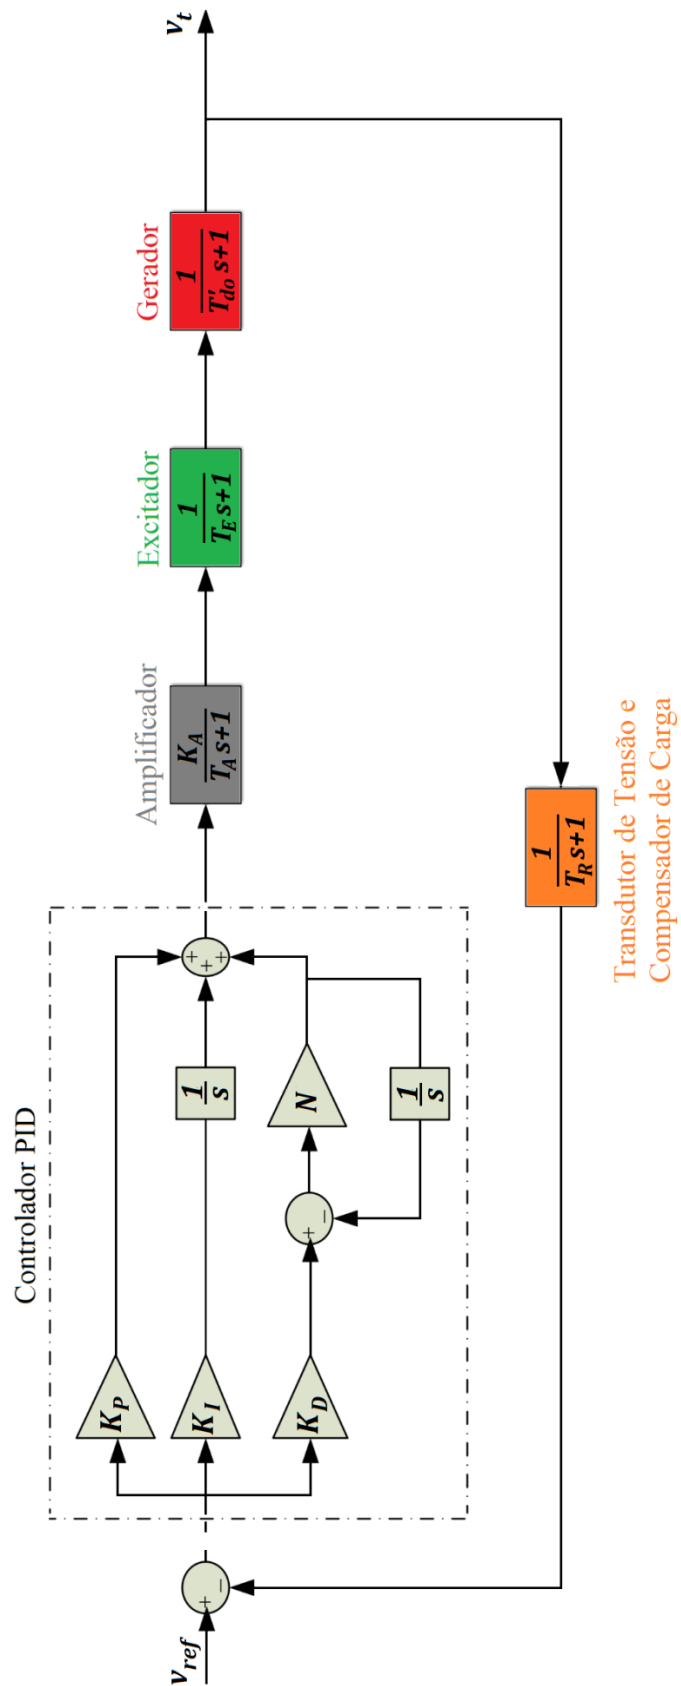 Controlador PID
v_ref
+
−
K_P
K_I
K_D
1/s
+
−
N
1/s
+
+
+
Amplificador
K_A
T_A s+1
Excitador
1
T_E s+1
Gerador
1
T'_do s+1
v_t
1
T_R s+1
Transdutor de Tensão e
Compensador de Carga